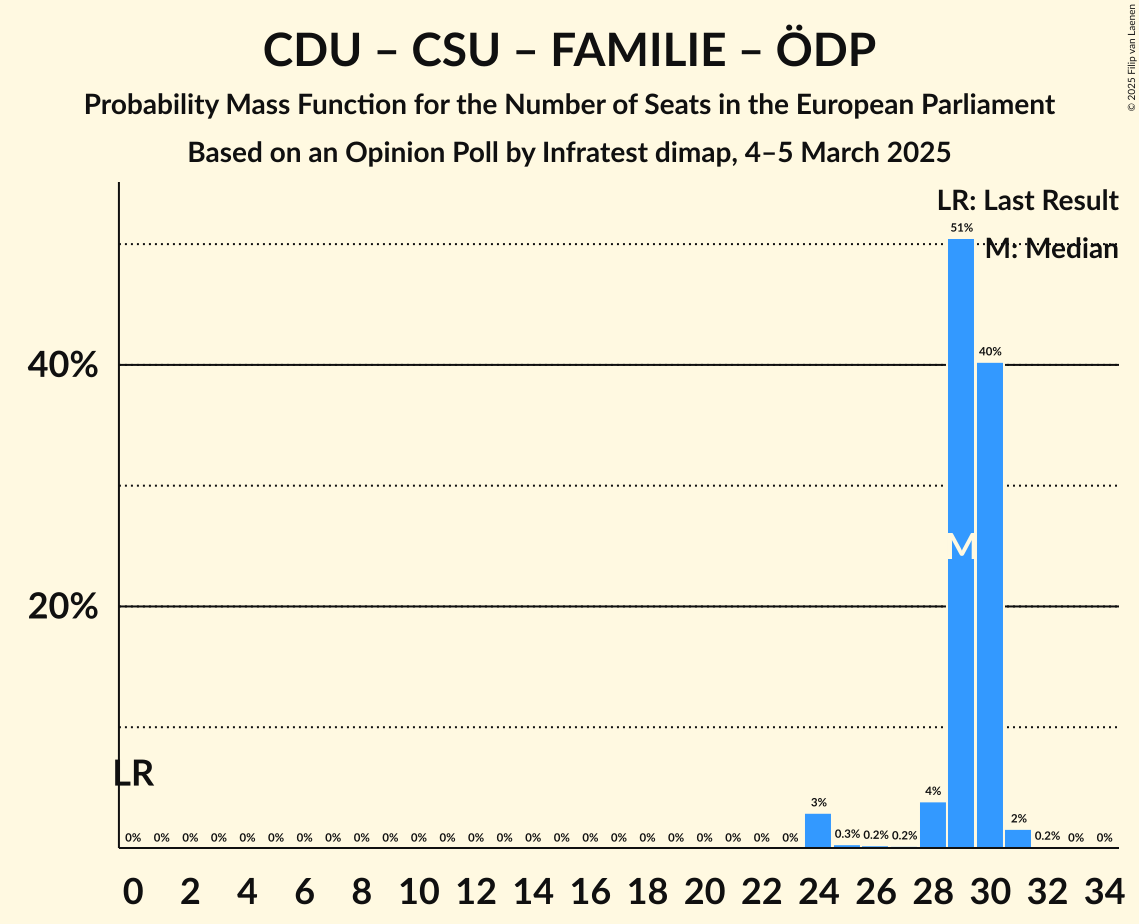 CDU – CSU – FAMILIE – ÖDP
Probability Mass Function for the Number of Seats in the European Parliament
Based on an Opinion Poll by Infratest dimap, 4–5 March 2025
© 2025 Filip van Laenen
LR: Last Result
M: Median
51%
40%
40%
M
20%
LR
0% 0% 0% 0% 0% 0% 0% 0% 0% 0% 0% 0% 0% 0% 0% 0% 0% 0% 0% 0% 0% 0% 0% 0% 3% 0.3% 0.2% 0.2% 4% 2% 0.2% 0% 0%
0 2 4 6 8 10 12 14 16 18 20 22 24 26 28 30 32 34